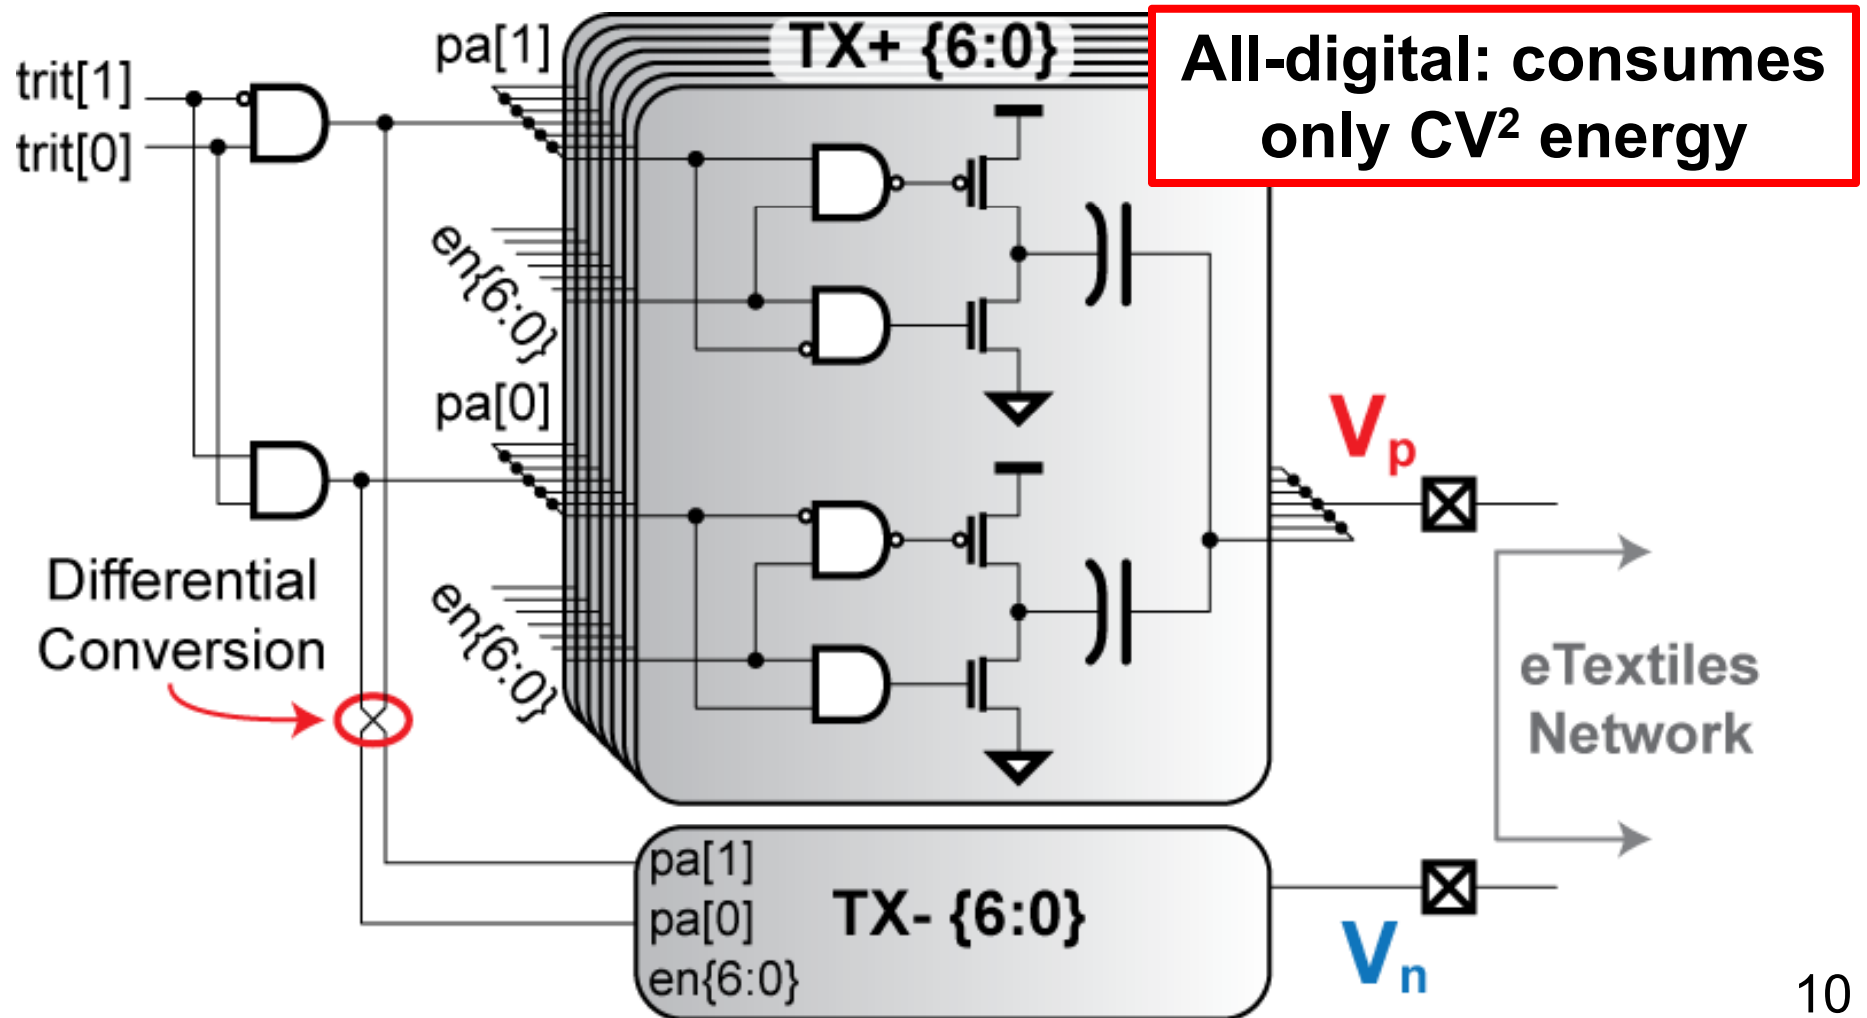 trit[1]
trit[0]
pa[1]
TX+ {6:0}
All-digital: consumes
only CV² energy
en{6:0}
pa[0]
Vp
Differential
Conversion
en{6:0}
eTextiles
Network
pa[1]
pa[0]
en{6:0}
TX- {6:0}
Vn
10